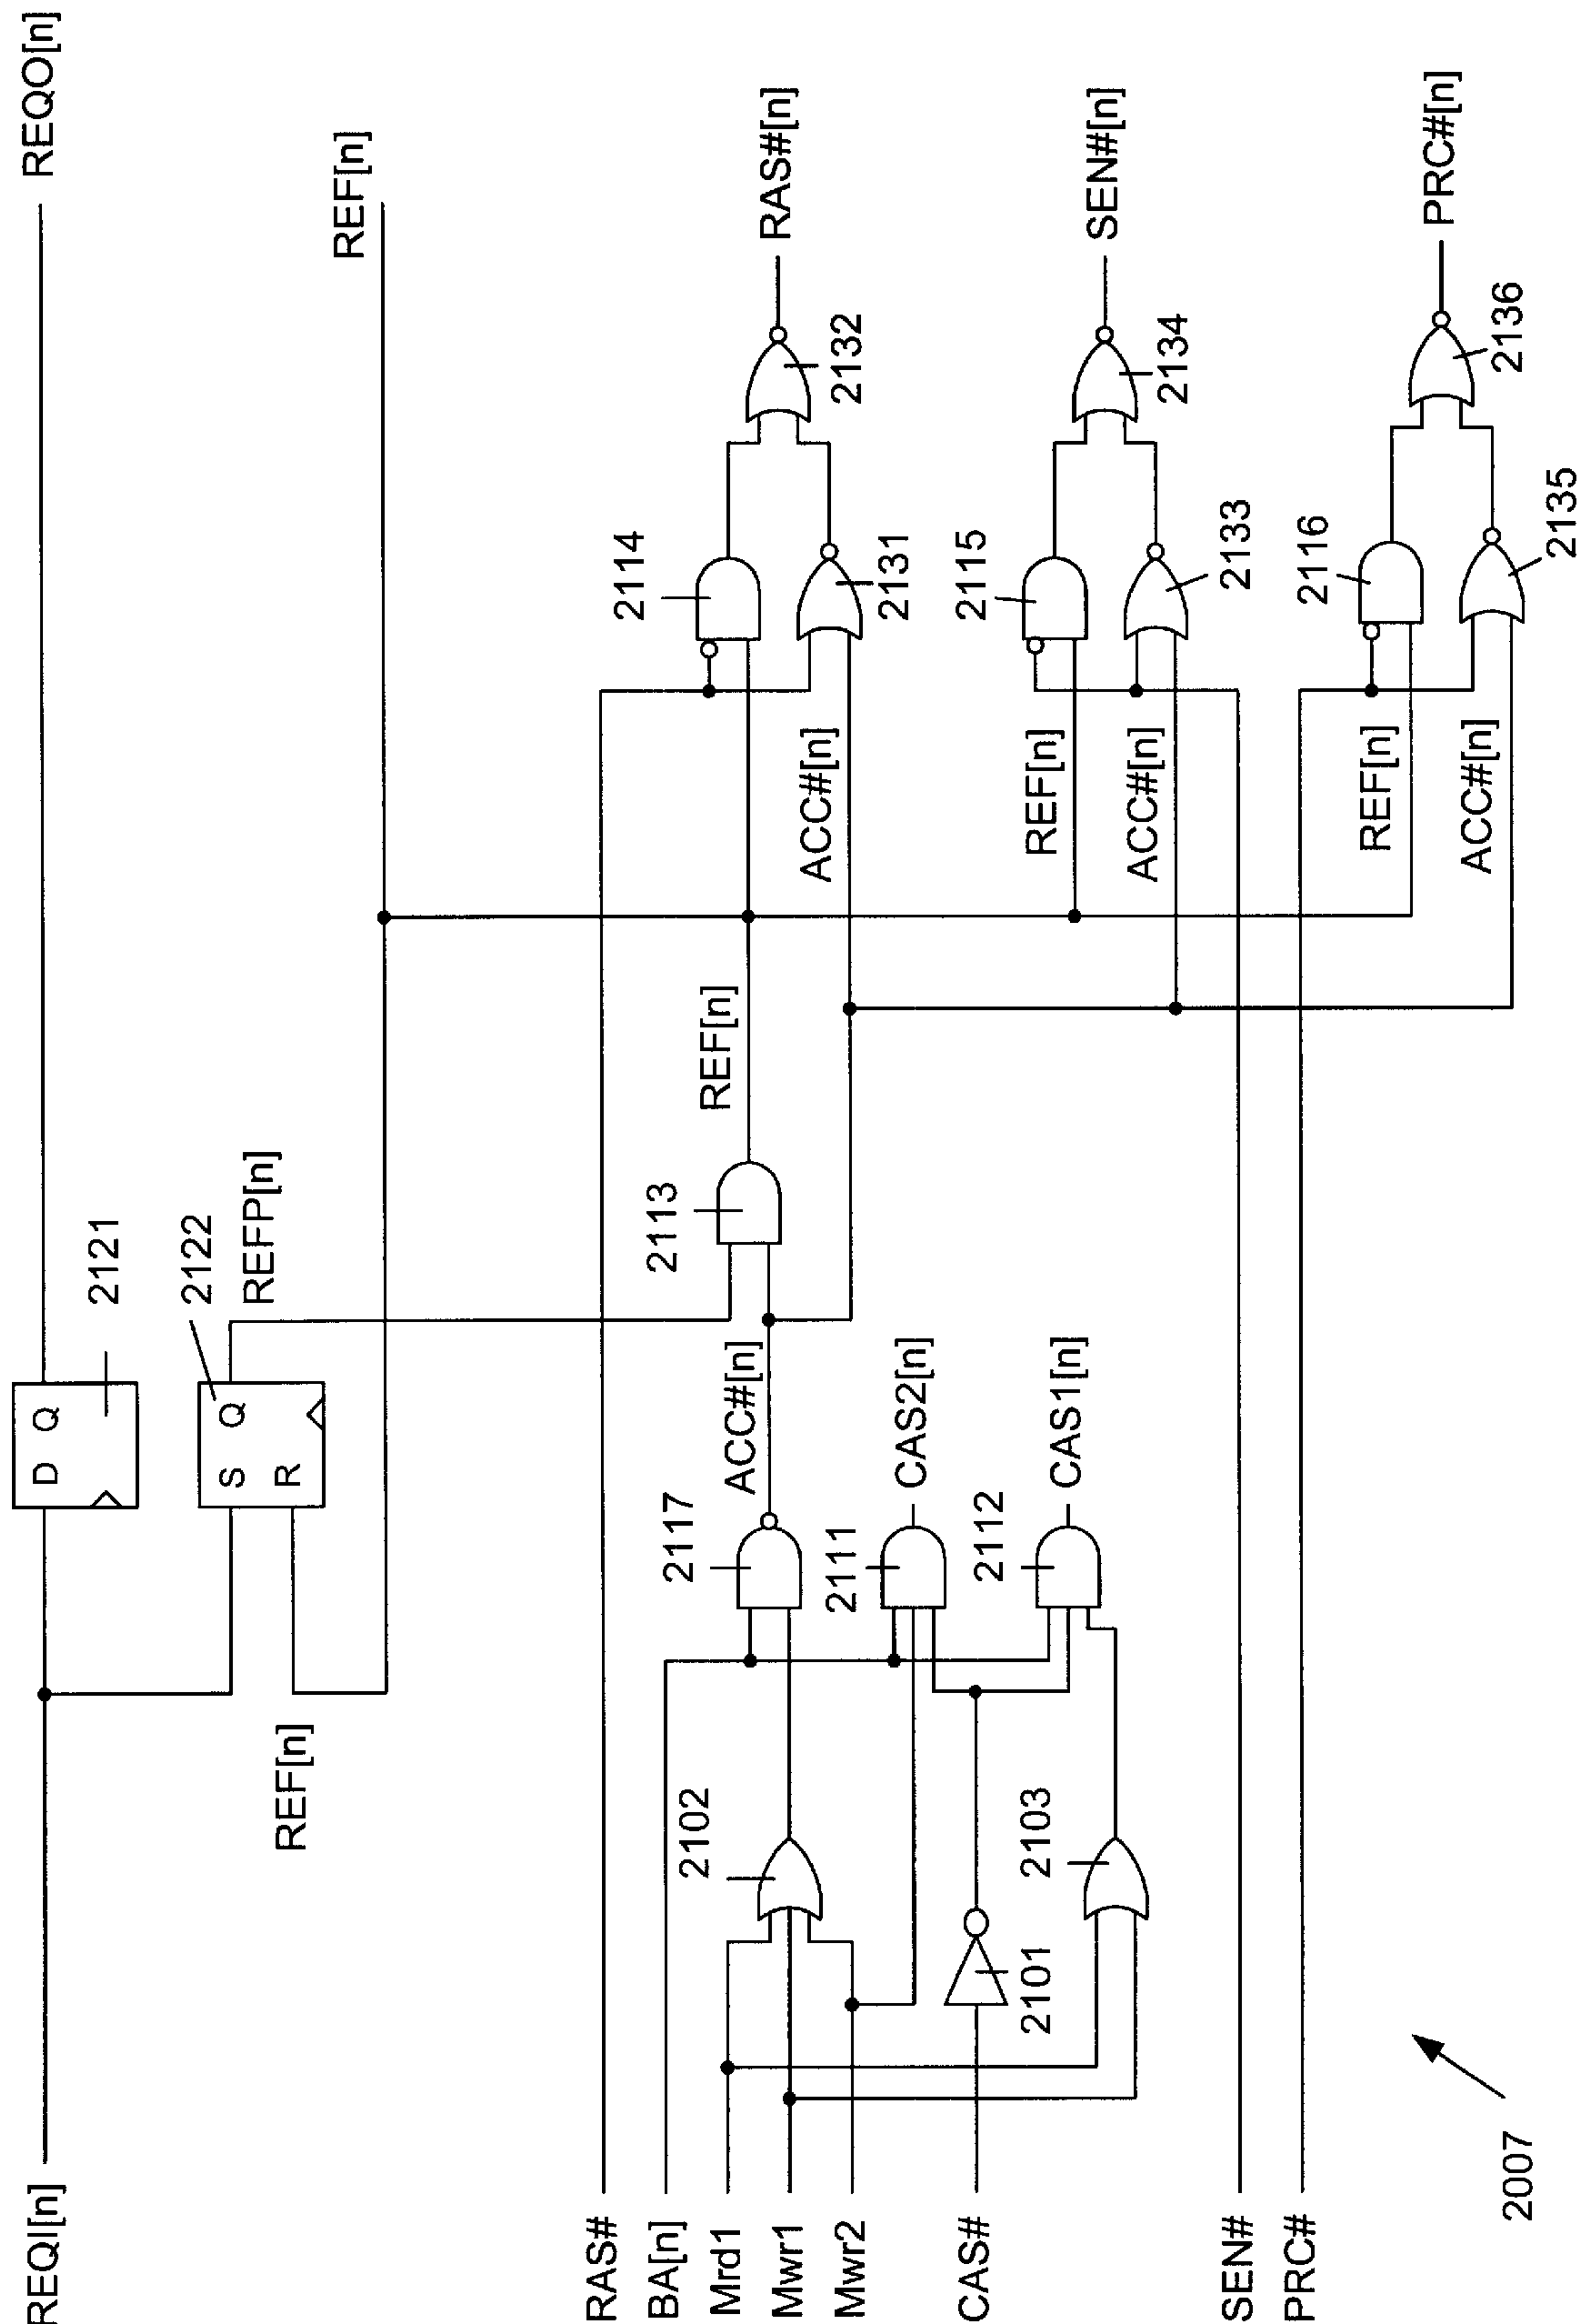 REQI[n]
REQO[n]
D Q
2121
S Q
R
2122
REFP[n]
REF[n]
REF[n]
RAS#
BA[n]
Mrd1
Mwr1
Mwr2
CAS#
SEN#
PRC#
2102
2101
2103
2117
2111
2112
ACC#[n]
CAS2[n]
CAS1[n]
2113
REF[n]
ACC#[n]
2114
2131
2132
RAS#[n]
REF[n]
ACC#[n]
2115
2133
2134
SEN#[n]
REF[n]
ACC#[n]
2116
2135
2136
PRC#[n]
2007